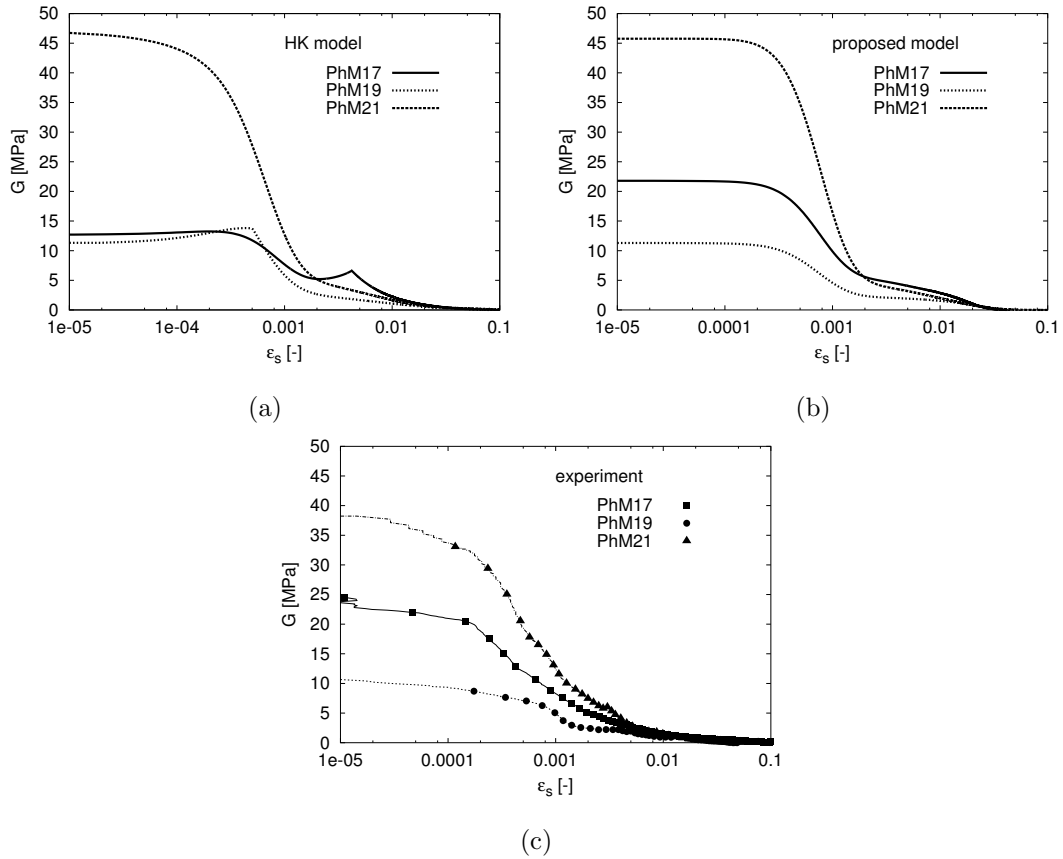 50
45
40
35
30
25
20
15
10
5
0
G [MPa]
HK model
PhM17
PhM19
PhM21
1e-05 1e-04 0.001 0.01 0.1
εs [-]
(a)
50
45
40
35
30
25
20
15
10
5
0
G [MPa]
proposed model
PhM17
PhM19
PhM21
1e-05 0.0001 0.001 0.01 0.1
εs [-]
(b)
50
45
40
35
30
25
20
15
10
5
0
G [MPa]
experiment
PhM17
PhM19
PhM21
1e-05 0.0001 0.001 0.01 0.1
εs [-]
(c)